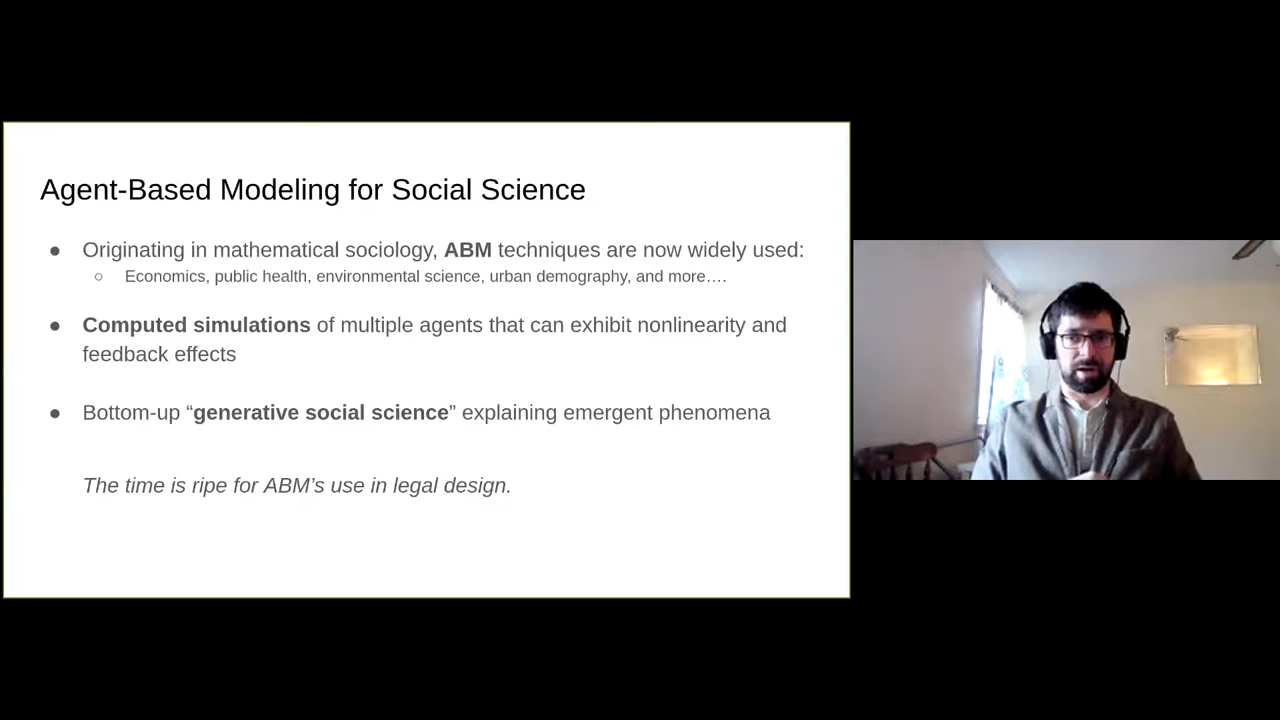 Agent-Based Modeling for Social Science
● Originating in mathematical sociology, ABM techniques are now widely used:
○ Economics, public health, environmental science, urban demography, and more….
● Computed simulations of multiple agents that can exhibit nonlinearity and
feedback effects
● Bottom-up “generative social science” explaining emergent phenomena
The time is ripe for ABM’s use in legal design.